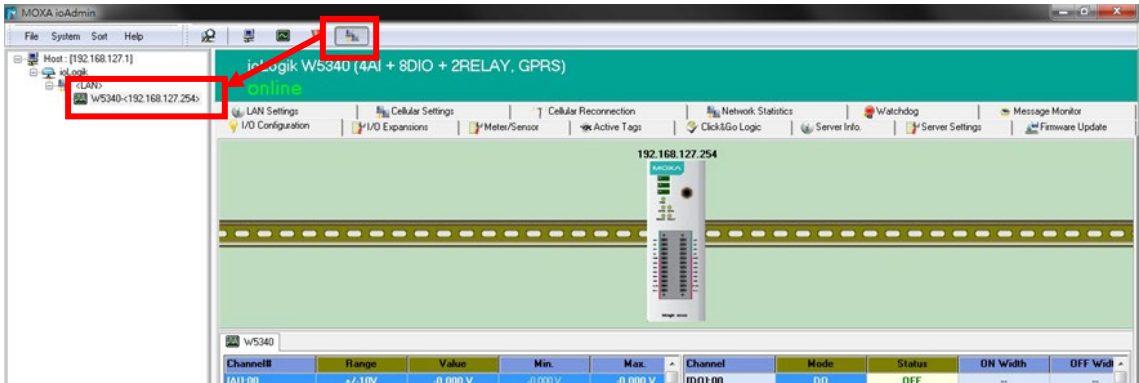 MOXA ioAdmin
File System Sort Help
Host : [192.168.127.1]
ioLogik
<LAN>
W5340-<192.168.127.254>
ioLogik W5340 (4AI + 8DIO + 2RELAY, GPRS)
online
LAN Settings Cellular Settings Cellular Reconnection Network Statistics Watchdog Message Monitor
I/O Configuration I/O Expansions Meter/Sensor Active Tags Click&Go Logic Server Info. Server Settings Firmware Update
192.168.127.254
MOXA
W5340
Channel# Range Value Min. Max. Channel Mode Status ON Width OFF Widt
[AI]:00 +/-10V -0.000 V -0.000 V -0.000 V [DO]:00 DO OFF -- --